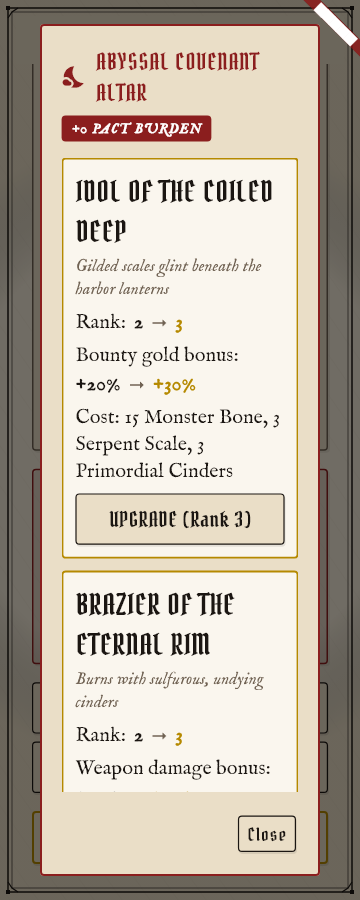 ABYSSAL COVENANT
ALTAR
+0 PACT BURDEN
IDOL OF THE COILED
DEEP
Gilded scales glint beneath the
harbor lanterns
Rank: 2 → 3
Bounty gold bonus:
+20% → +30%
Cost: 15 Monster Bone, 3
Serpent Scale, 3
Primordial Cinders
UPGRADE (Rank 3)
BRAZIER OF THE
ETERNAL RIM
Burns with sulfurous, undying
cinders
Rank: 2 → 3
Weapon damage bonus:
Close